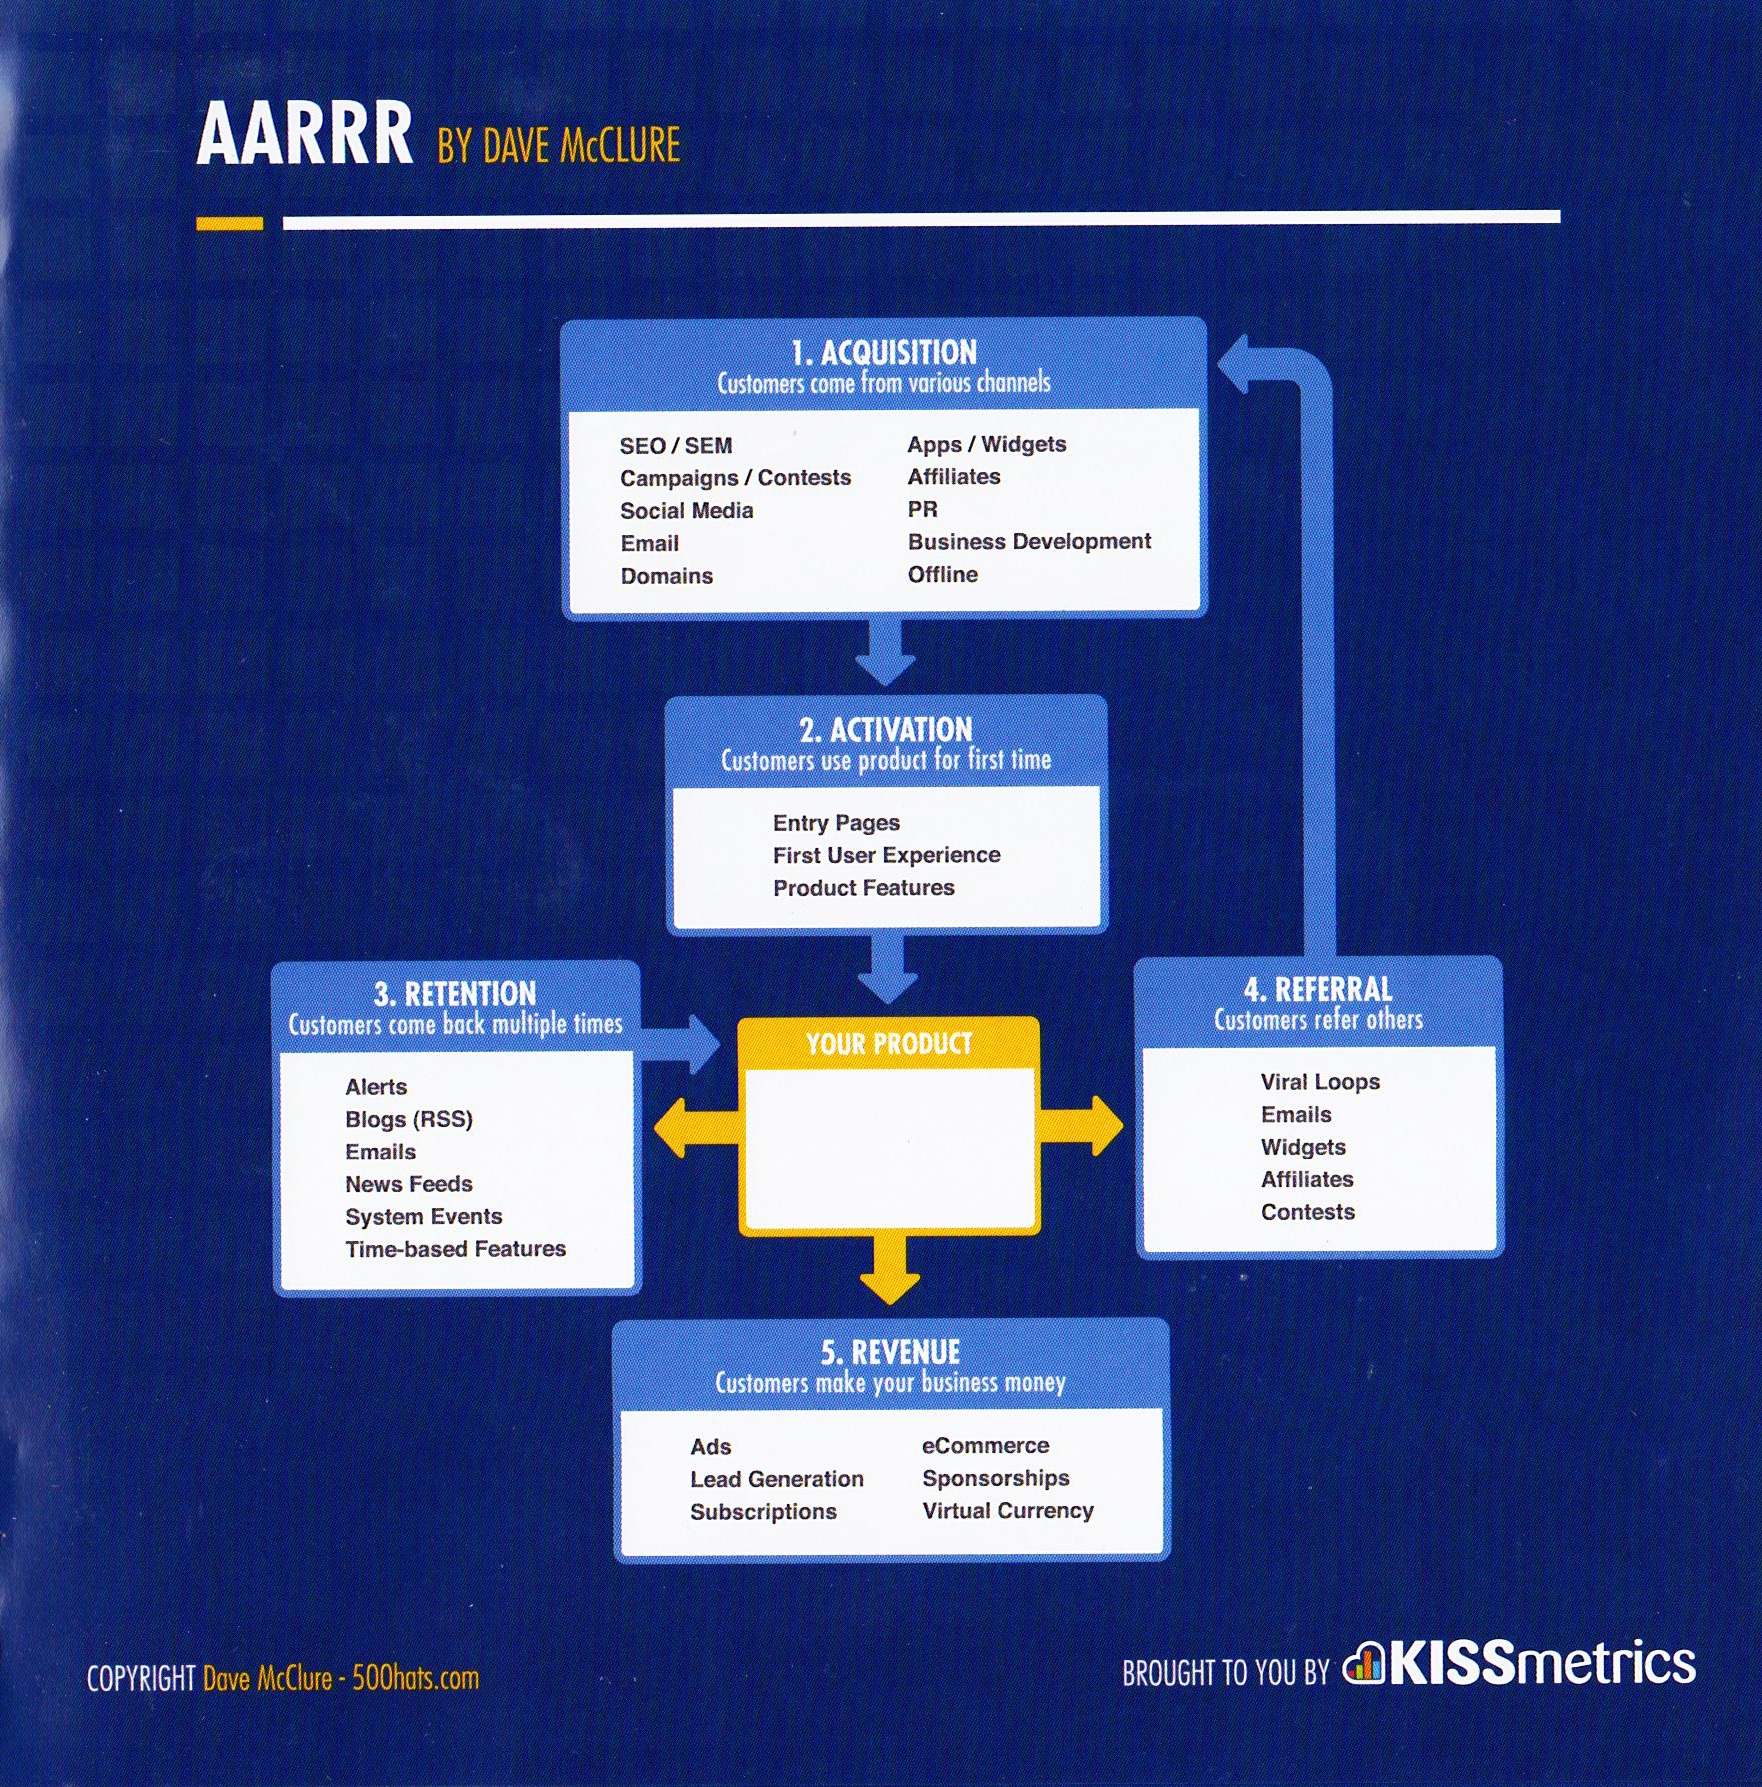 AARRR BY DAVE McCLURE
1. ACQUISITION
Customers come from various channels
SEO / SEM
Campaigns / Contests
Social Media
Email
Domains
Apps / Widgets
Affiliates
PR
Business Development
Offline
2. ACTIVATION
Customers use product for first time
Entry Pages
First User Experience
Product Features
3. RETENTION
Customers come back multiple times
Alerts
Blogs (RSS)
Emails
News Feeds
System Events
Time-based Features
YOUR PRODUCT
4. REFERRAL
Customers refer others
Viral Loops
Emails
Widgets
Affiliates
Contests
5. REVENUE
Customers make your business money
Ads
Lead Generation
Subscriptions
eCommerce
Sponsorships
Virtual Currency
COPYRIGHT Dave McClure - 500hats.com
BROUGHT TO YOU BY KISSmetrics